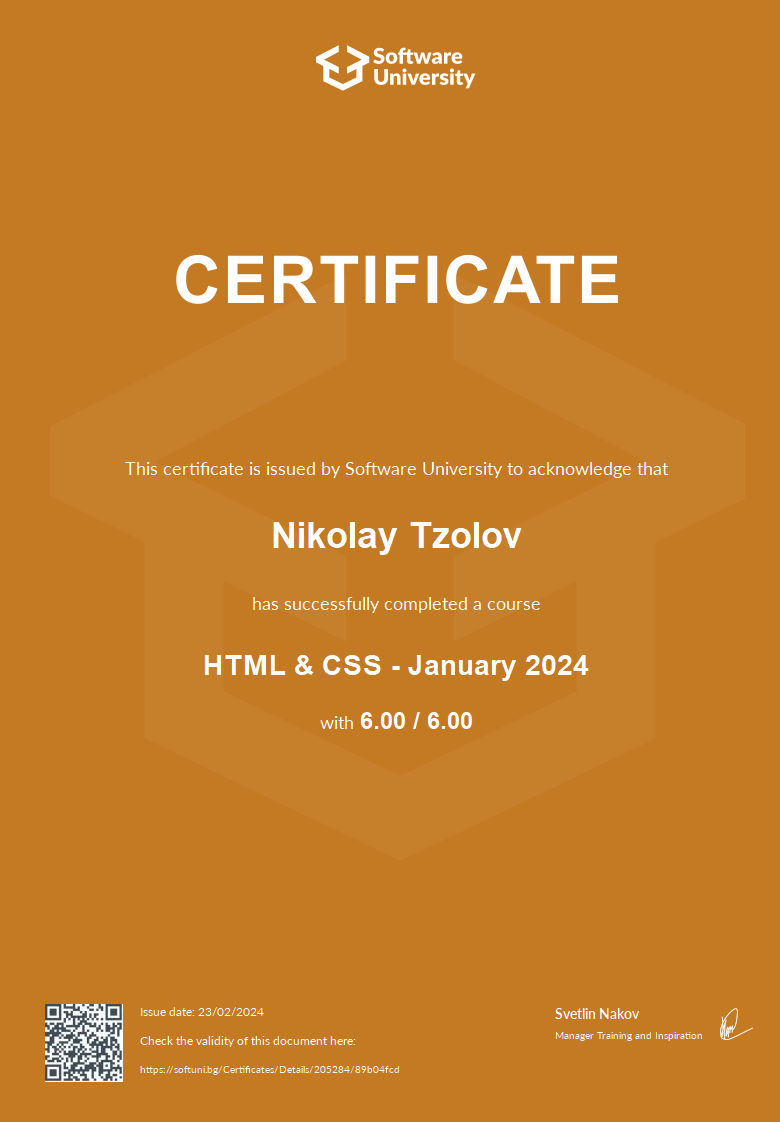 Software
University
CERTIFICATE
This certificate is issued by Software University to acknowledge that
Nikolay Tzolov
has successfully completed a course
HTML & CSS - January 2024
with 6.00 / 6.00
Issue date: 23/02/2024
Check the validity of this document here:
https://softuni.bg/Certificates/Details/205284/89b04fcd
Svetlin Nakov
Manager Training and Inspiration